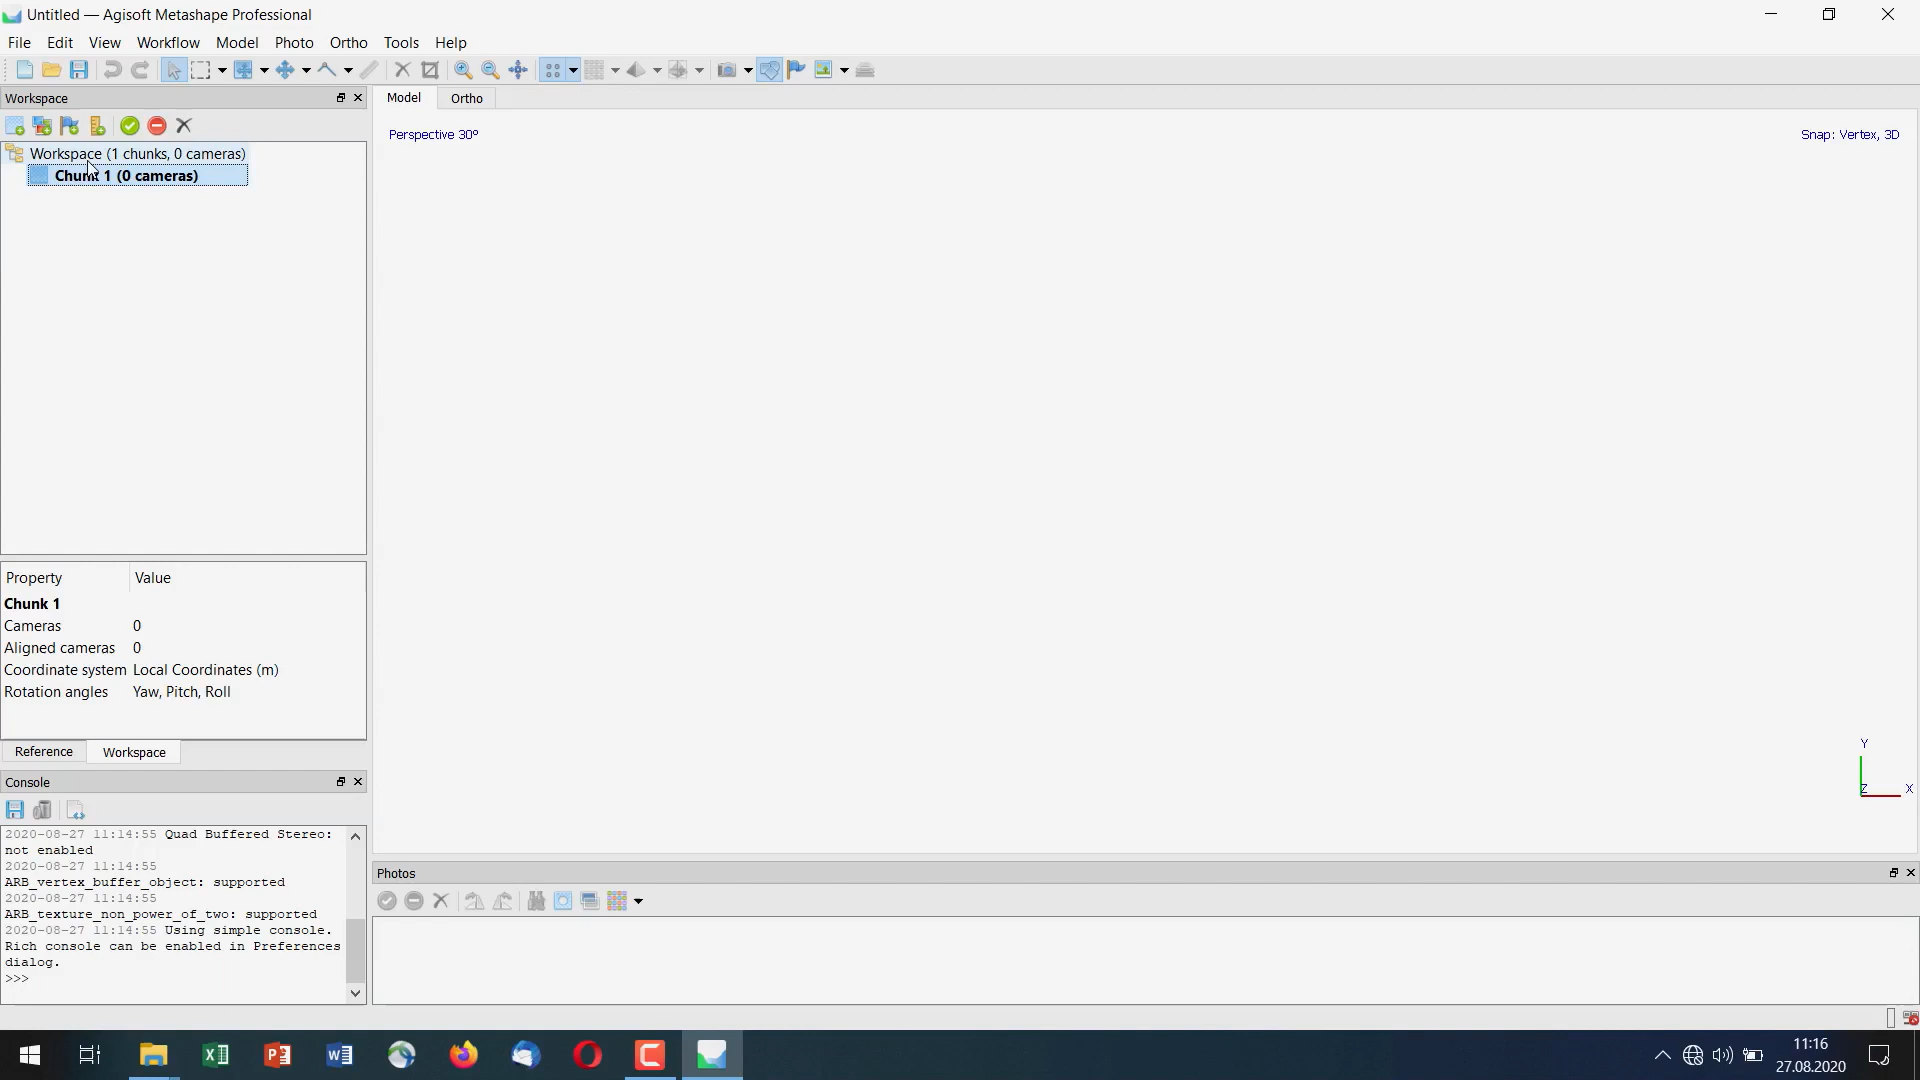 Untitled — Agisoft Metashape Professional
File Edit View Workflow Model Photo Ortho Tools Help
Workspace
Model Ortho
Perspective 30°
Snap: Vertex, 3D
Workspace (1 chunks, 0 cameras)
Chunk 1 (0 cameras)
Property Value
Chunk 1
Cameras 0
Aligned cameras 0
Coordinate system Local Coordinates (m)
Rotation angles Yaw, Pitch, Roll
Reference Workspace
Y
Z X
Console
2020-08-27 11:14:55 Quad Buffered Stereo:
not enabled
2020-08-27 11:14:55
ARB_vertex_buffer_object: supported
2020-08-27 11:14:55
ARB_texture_non_power_of_two: supported
2020-08-27 11:14:55 Using simple console.
Rich console can be enabled in Preferences
dialog.
>>>
Photos
11:16
27.08.2020